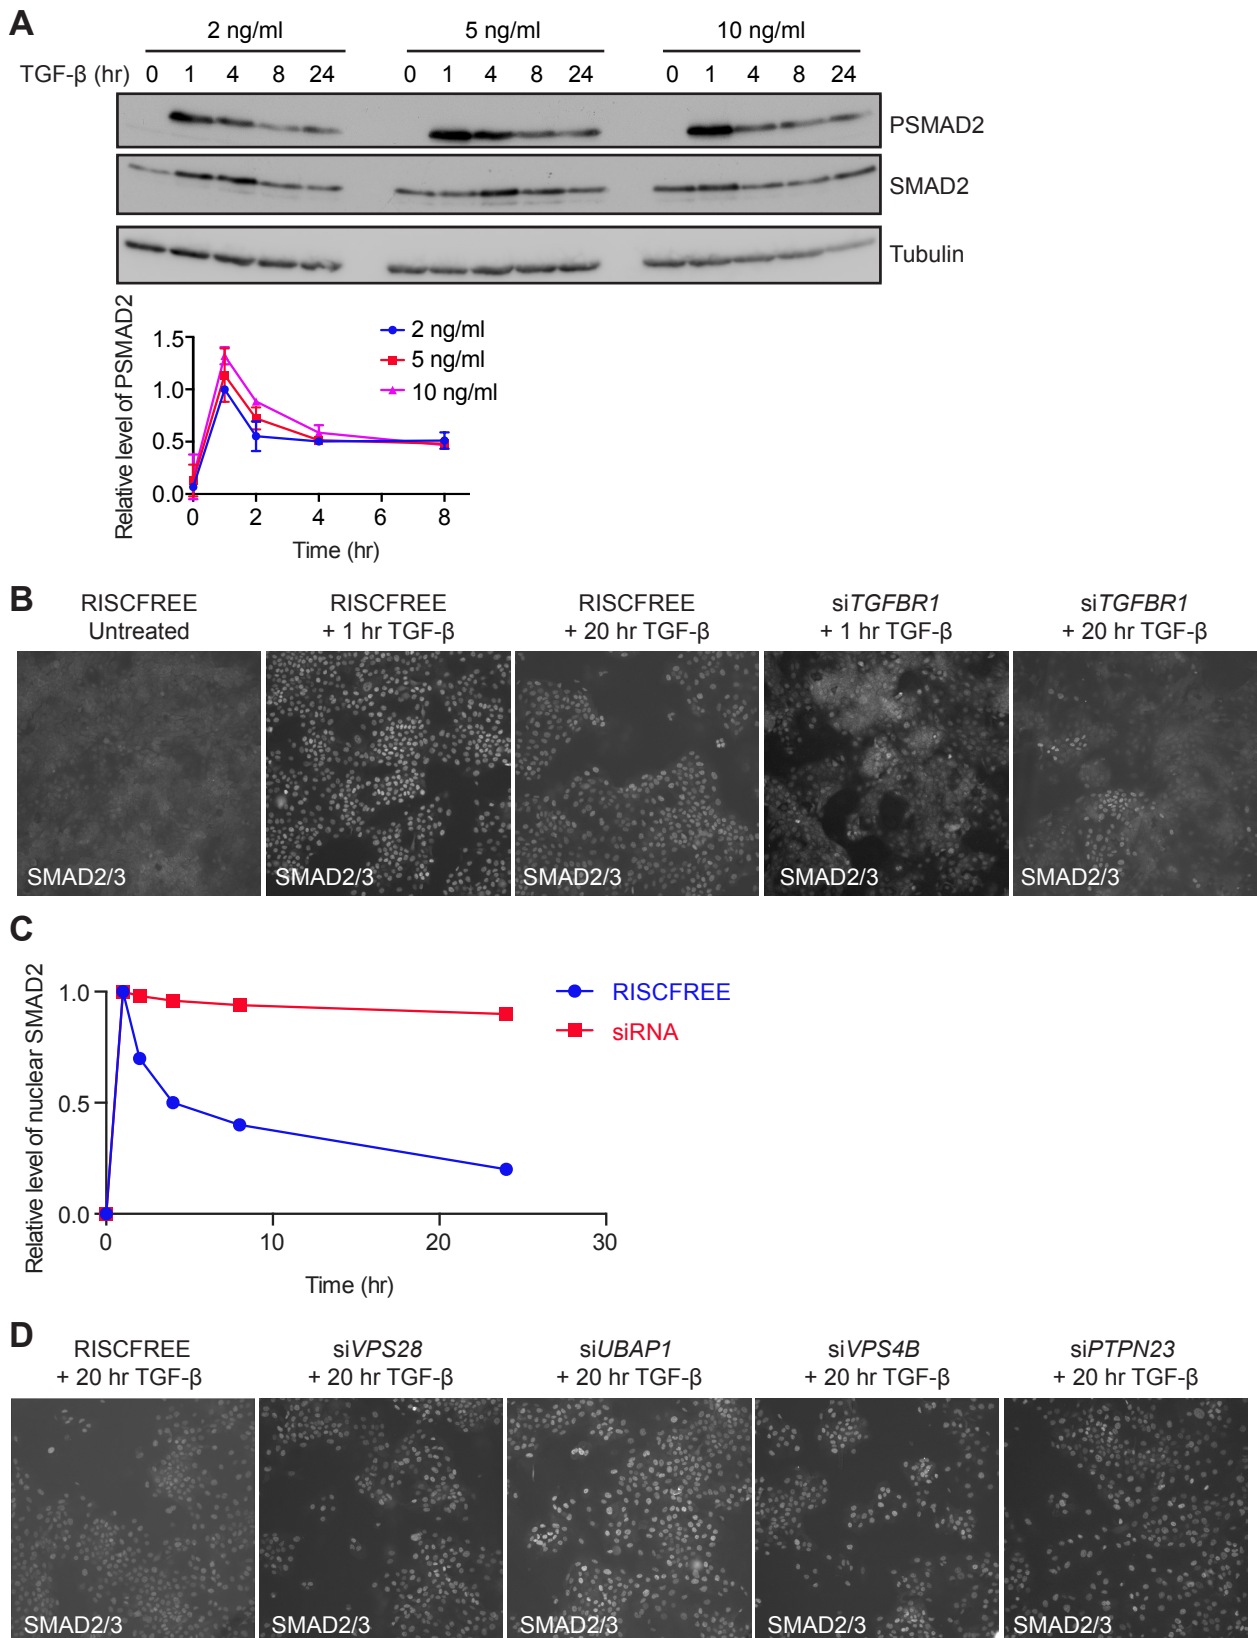 A
2 ng/ml 5 ng/ml 10 ng/ml
TGF-β (hr) 0 1 4 8 24 0 1 4 8 24 0 1 4 8 24
PSMAD2
SMAD2
Tubulin
Relative level of PSMAD2
1.5
1.0
0.5
0.0
0 2 4 6 8
Time (hr)
2 ng/ml
5 ng/ml
10 ng/ml
B
RISCFREE
Untreated
RISCFREE
+ 1 hr TGF-β
RISCFREE
+ 20 hr TGF-β
siTGFBR1
+ 1 hr TGF-β
siTGFBR1
+ 20 hr TGF-β
SMAD2/3
SMAD2/3
SMAD2/3
SMAD2/3
SMAD2/3
C
Relative level of nuclear SMAD2
1.0
0.5
0.0
0 10 20 30
Time (hr)
RISCFREE
siRNA
D
RISCFREE
+ 20 hr TGF-β
siVPS28
+ 20 hr TGF-β
siUBAP1
+ 20 hr TGF-β
siVPS4B
+ 20 hr TGF-β
siPTPN23
+ 20 hr TGF-β
SMAD2/3
SMAD2/3
SMAD2/3
SMAD2/3
SMAD2/3